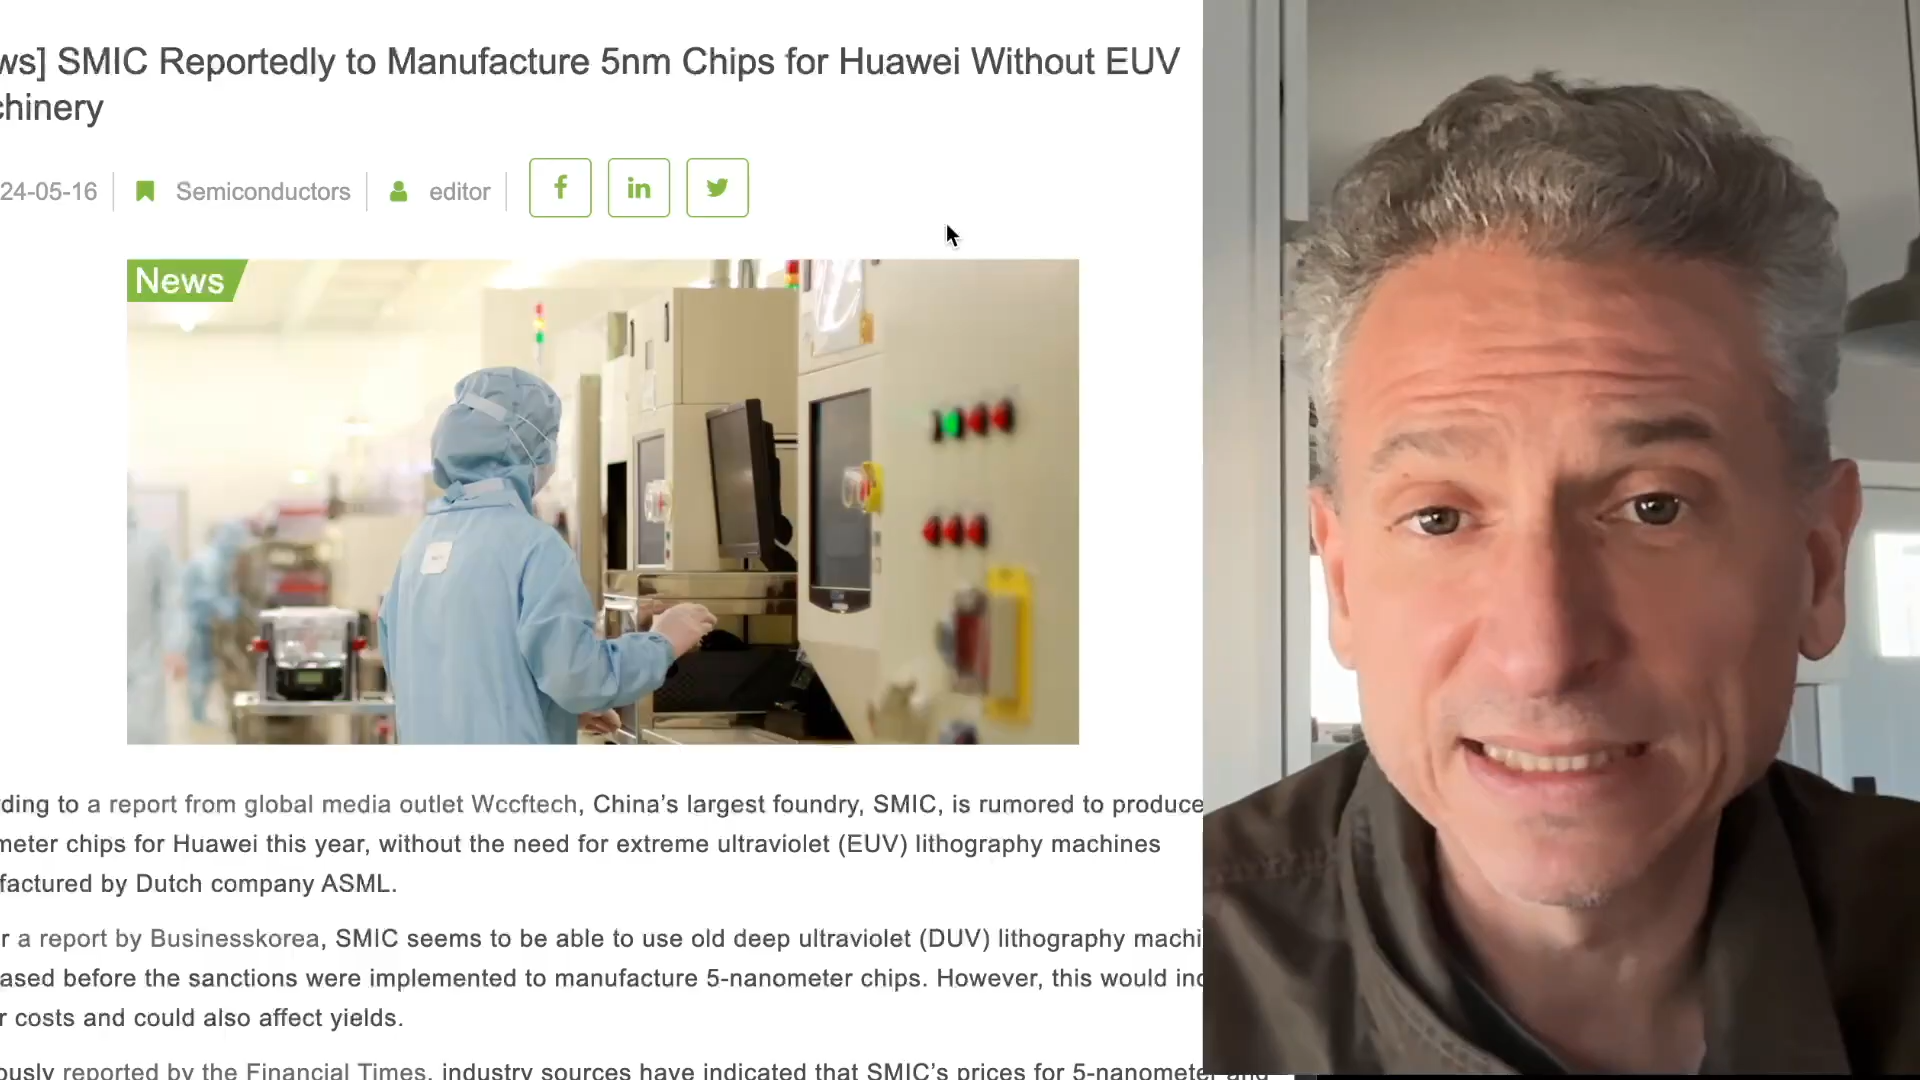 ws] SMIC Reportedly to Manufacture 5nm Chips for Huawei Without EUV
chinery
24-05-16 Semiconductors editor
News
ding to a report from global media outlet Wccftech, China’s largest foundry, SMIC, is rumored to produce
meter chips for Huawei this year, without the need for extreme ultraviolet (EUV) lithography machines
factured by Dutch company ASML.
r a report by Businesskorea, SMIC seems to be able to use old deep ultraviolet (DUV) lithography machi
ased before the sanctions were implemented to manufacture 5-nanometer chips. However, this would inc
r costs and could also affect yields.
ously reported by the Financial Times, industry sources have indicated that SMIC’s prices for 5-nanometer and